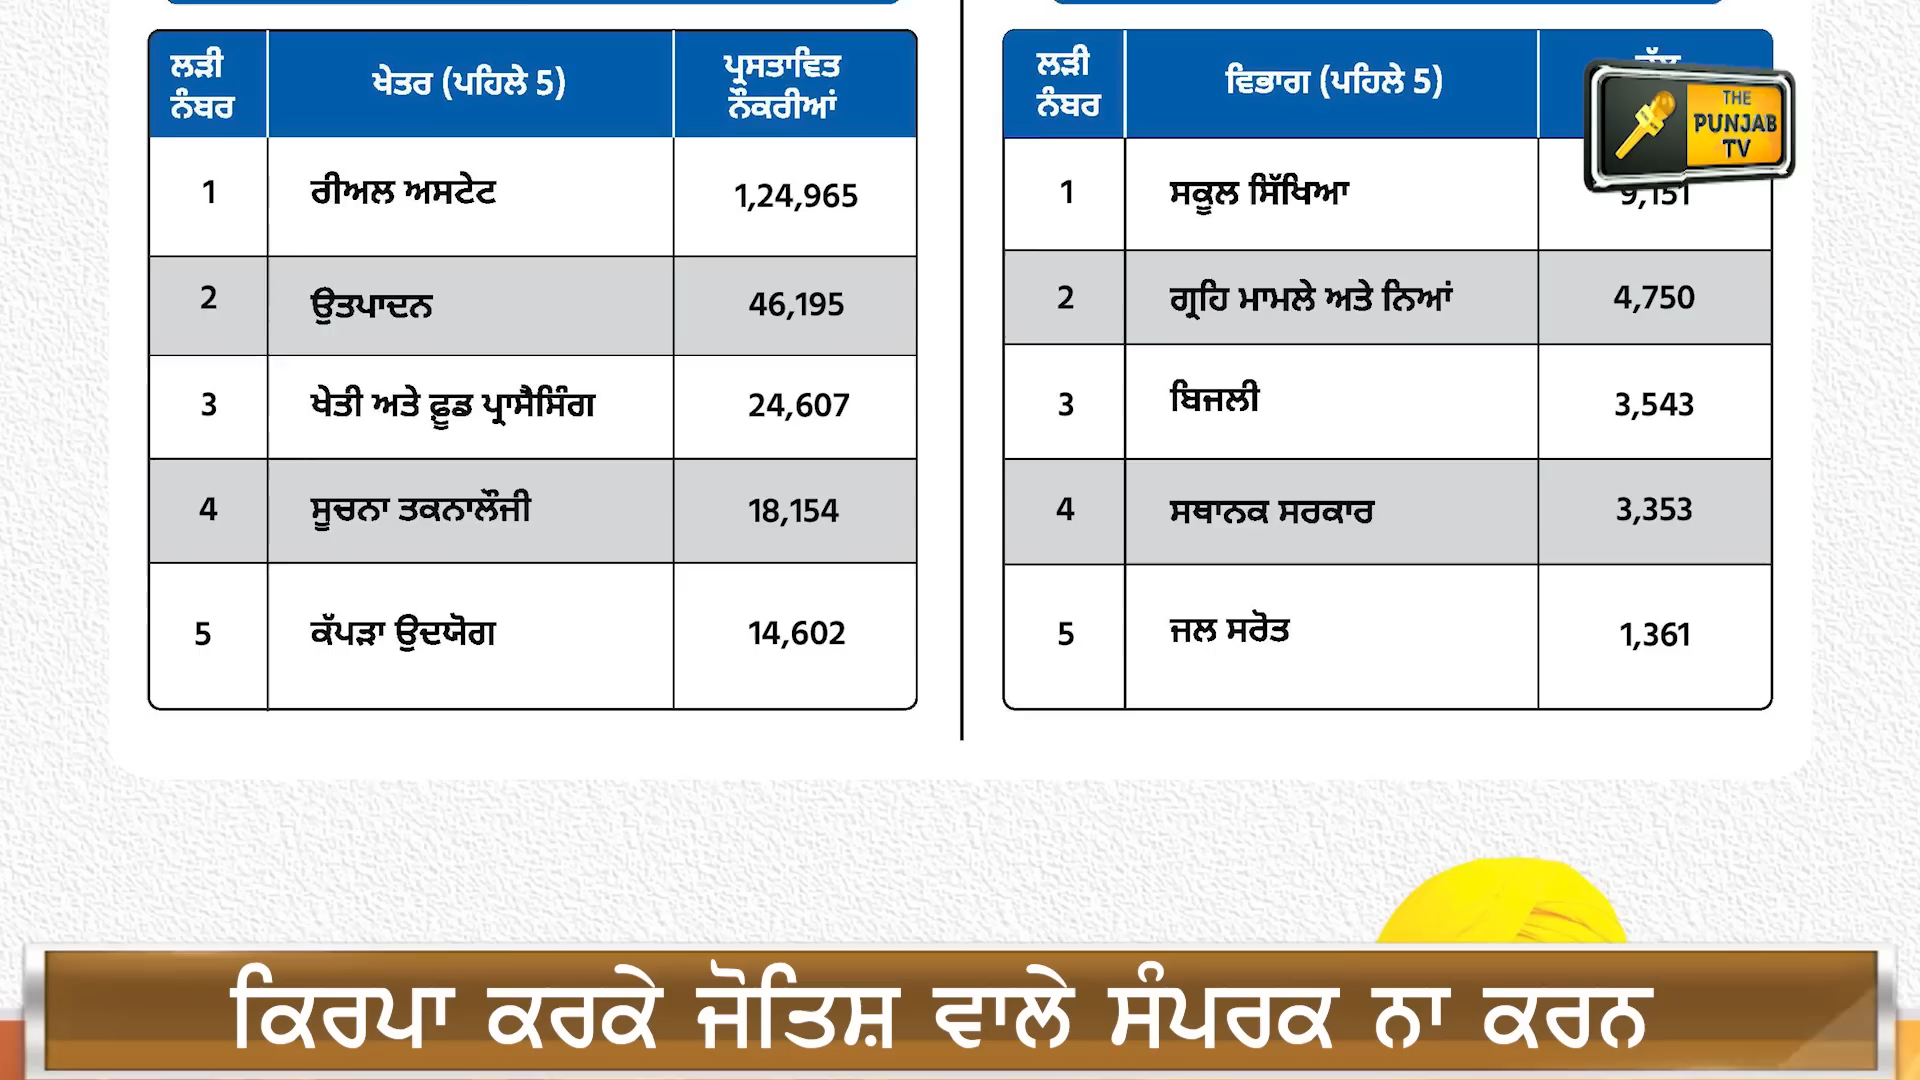 ਲੜੀ ਨੰਬਰ ਖੇਤਰ (ਪਹਿਲੇ 5) ਪ੍ਰਸਤਾਵਿਤ ਨੌਕਰੀਆਂ
1 ਰੀਅਲ ਅਸਟੇਟ 1,24,965
2 ਉਤਪਾਦਨ 46,195
3 ਖੇਤੀ ਅਤੇ ਫੂਡ ਪ੍ਰਾਸੈਸਿੰਗ 24,607
4 ਸੂਚਨਾ ਤਕਨਾਲੌਜੀ 18,154
5 ਕੱਪੜਾ ਉਦਯੋਗ 14,602
ਲੜੀ ਨੰਬਰ ਵਿਭਾਗ (ਪਹਿਲੇ 5)
1 ਸਕੂਲ ਸਿੱਖਿਆ 9,151
2 ਗ੍ਰਹਿ ਮਾਮਲੇ ਅਤੇ ਨਿਆਂ 4,750
3 ਬਿਜਲੀ 3,543
4 ਸਥਾਨਕ ਸਰਕਾਰ 3,353
5 ਜਲ ਸਰੋਤ 1,361
THE
PUNJAB
TV
ਕਿਰਪਾ ਕਰਕੇ ਜੋਤਿਸ਼ ਵਾਲੇ ਸੰਪਰਕ ਨਾ ਕਰਨ